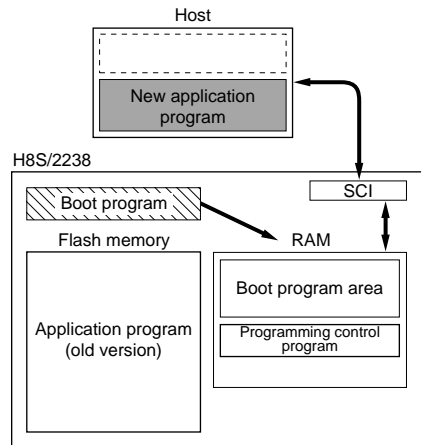 Host
New application
program
H8S/2238
SCI
Boot program
Flash memory
RAM
Application program
(old version)
Boot program area
Programming control
program